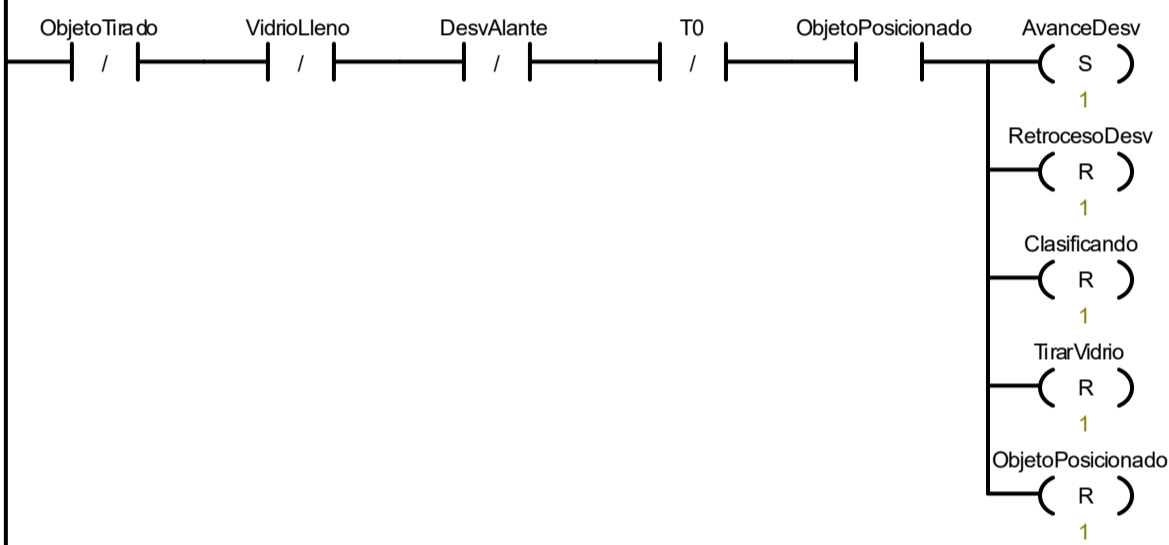 ObjetoTirado VidrioLleno DesvAlante T0 ObjetoPosicionado AvanceDesv
/ / / / S
1
RetrocesoDesv
R
1
Clasificando
R
1
TirarVidrio
R
1
ObjetoPosicionado
R
1